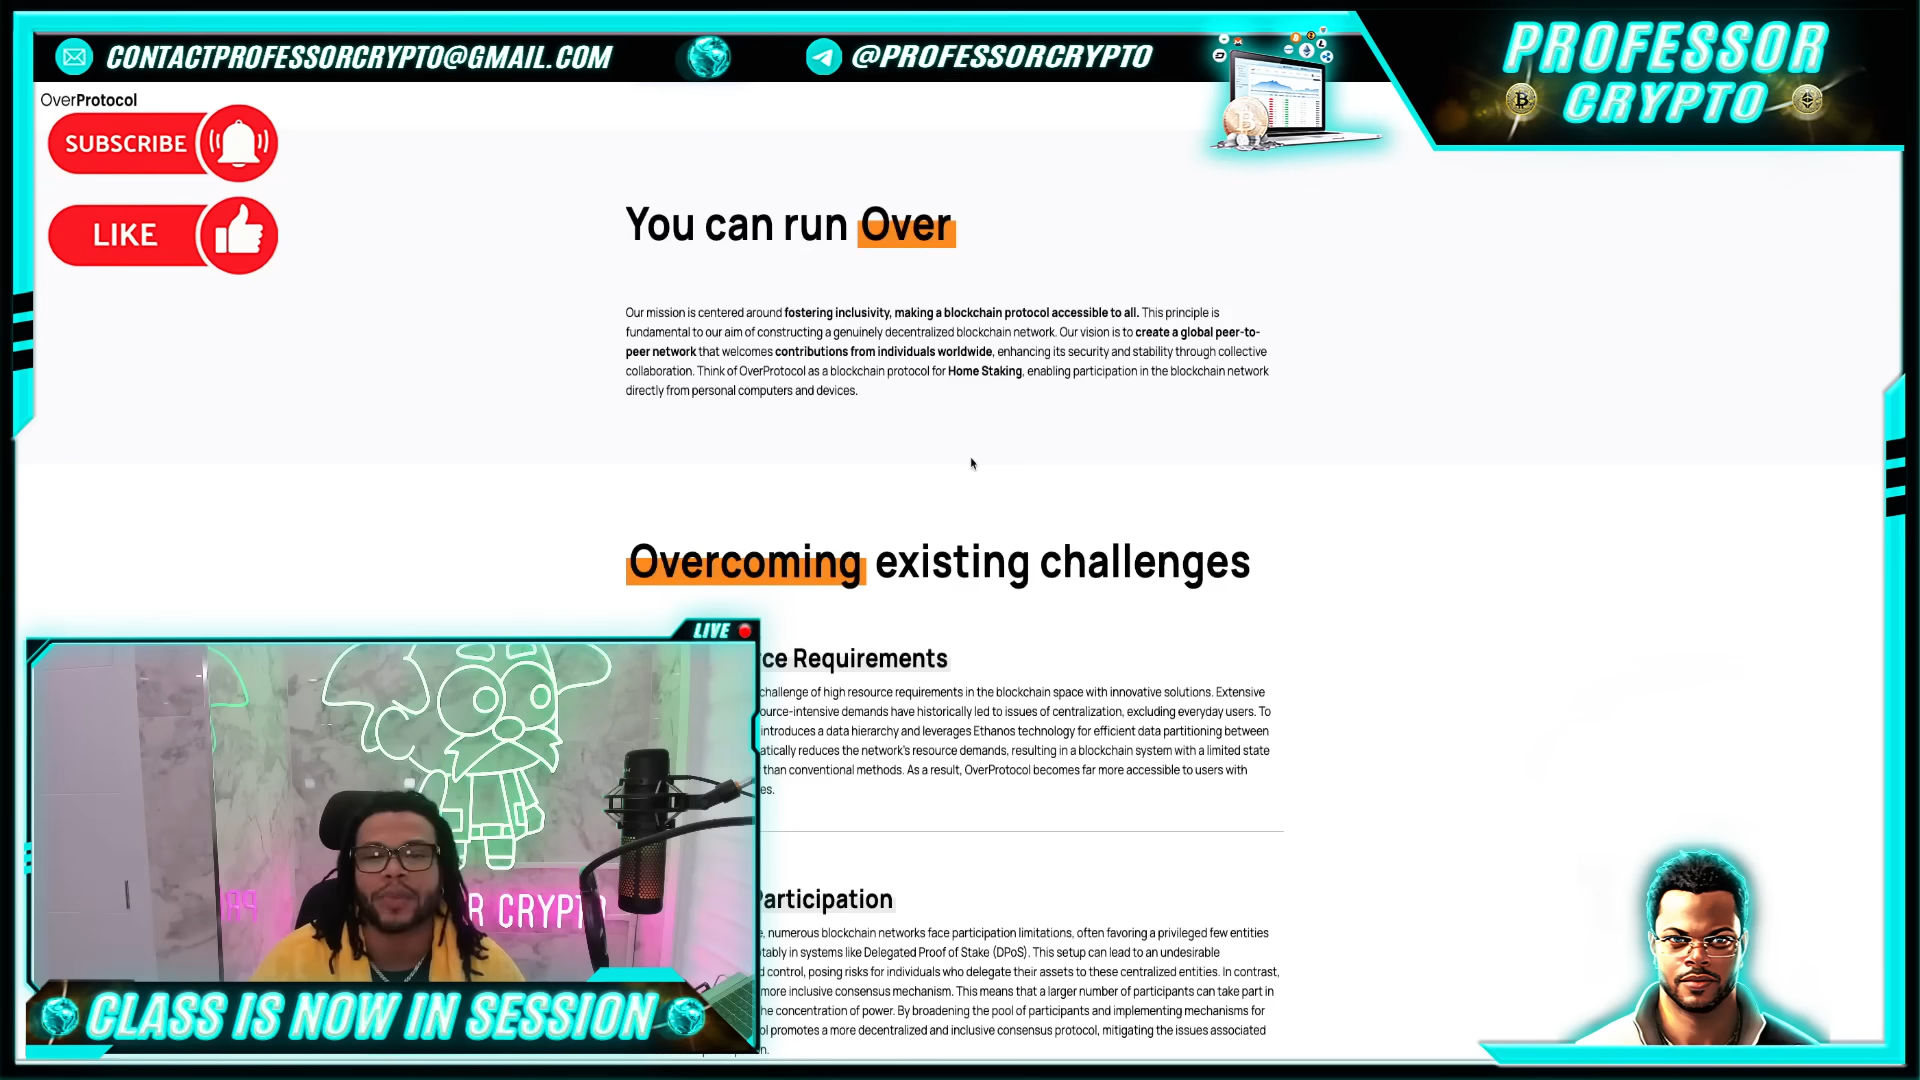 CONTACTPROFESSORCRYPTO@GMAIL.COM
@PROFESSORCRYPTO
PROFESSOR
CRYPTO
OverProtocol
SUBSCRIBE
LIKE
You can run Over
Our mission is centered around fostering inclusivity, making a blockchain protocol accessible to all. This principle is
fundamental to our aim of constructing a genuinely decentralized blockchain network. Our vision is to create a global peer-to-
peer network that welcomes contributions from individuals worldwide, enhancing its security and stability through collective
collaboration. Think of OverProtocol as a blockchain protocol for Home Staking, enabling participation in the blockchain network
directly from personal computers and devices.
Overcoming existing challenges
Requirements
challenge of high resource requirements in the blockchain space with innovative solutions. Extensive
-intensive demands have historically led to issues of centralization, excluding everyday users. To
introduces a data hierarchy and leverages Ethanos technology for efficient data partitioning between
reduces the network's resource demands, resulting in a blockchain system with a limited state
than conventional methods. As a result, OverProtocol becomes far more accessible to users with
Participation
numerous blockchain networks face participation limitations, often favoring a privileged few entities
in systems like Delegated Proof of Stake (DPoS). This setup can lead to an undesirable
control, posing risks for individuals who delegate their assets to these centralized entities. In contrast,
more inclusive consensus mechanism. This means that a larger number of participants can take part in
the concentration of power. By broadening the pool of participants and implementing mechanisms for
promotes a more decentralized and inclusive consensus protocol, mitigating the issues associated
LIVE
R CRYPTO
CLASS IS NOW IN SESSION